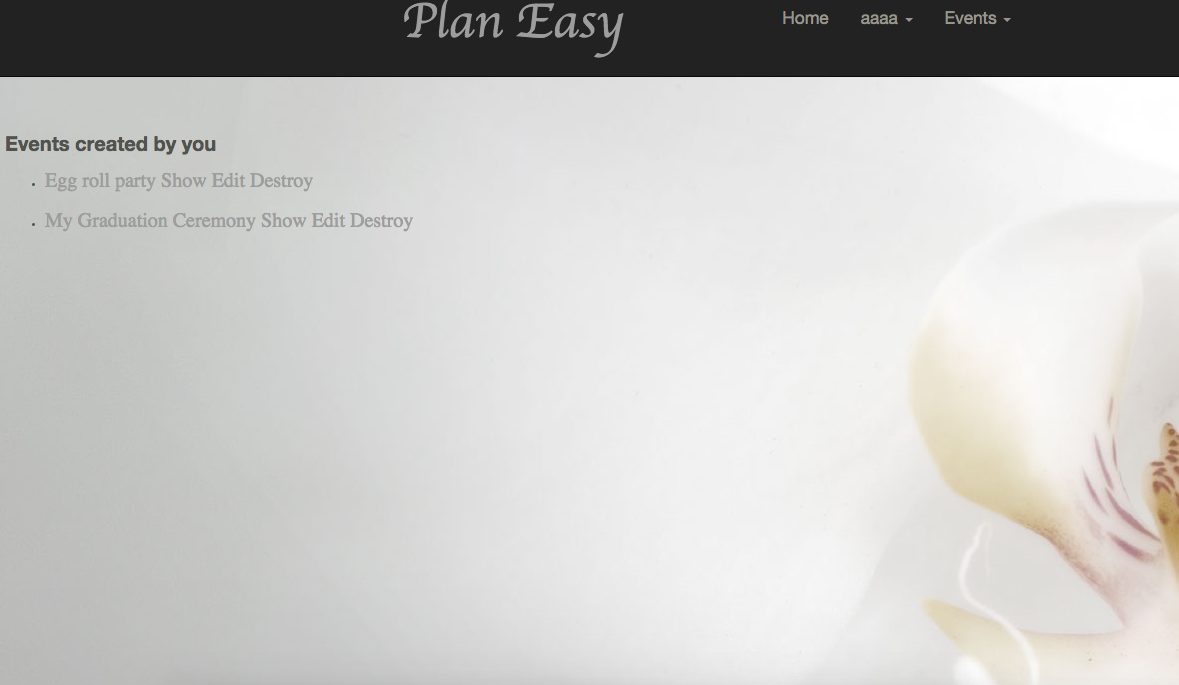 Plan Easy Home aaaa Events
Events created by you
Egg roll party Show Edit Destroy
My Graduation Ceremony Show Edit Destroy